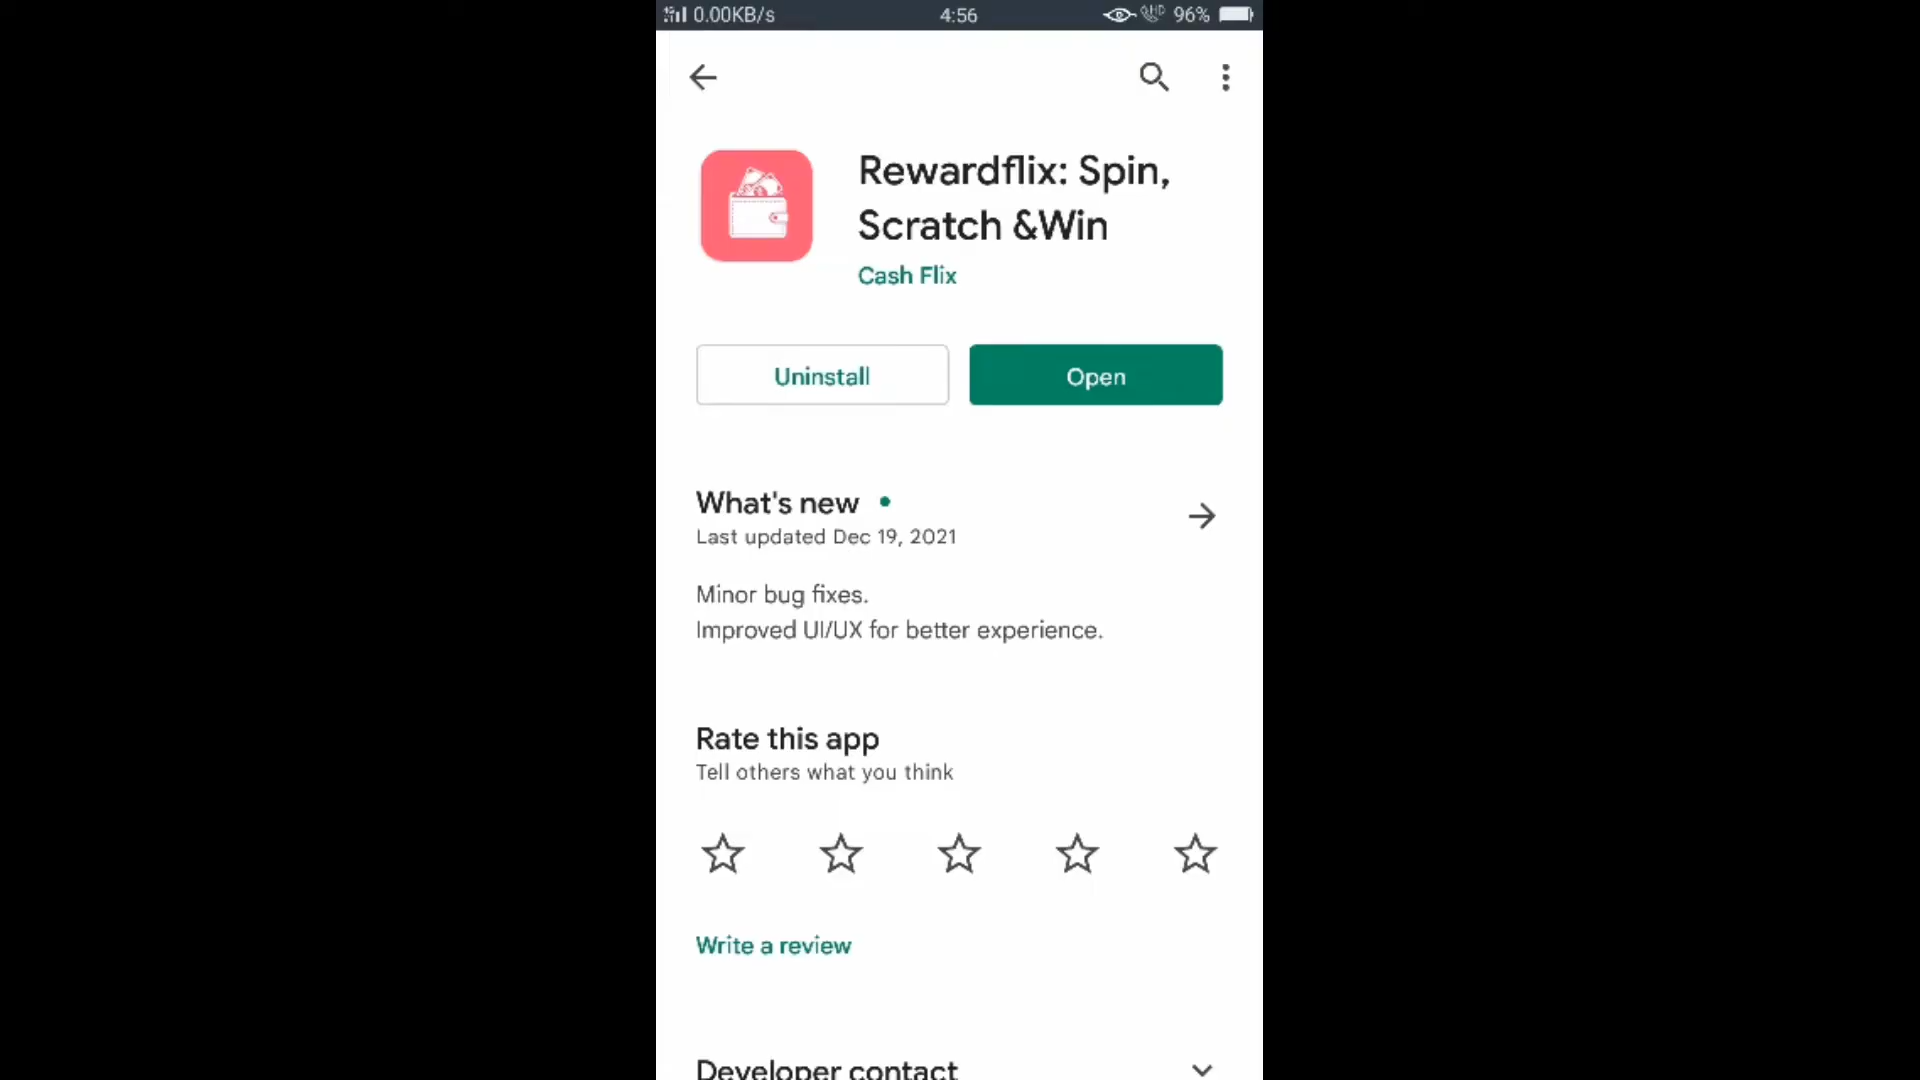 0.00KB/s 4:56 HD 96%
Rewardflix: Spin,
Scratch &Win
Cash Flix
Uninstall Open
What's new
Last updated Dec 19, 2021
Minor bug fixes.
Improved UI/UX for better experience.
Rate this app
Tell others what you think
Write a review
Developer contact